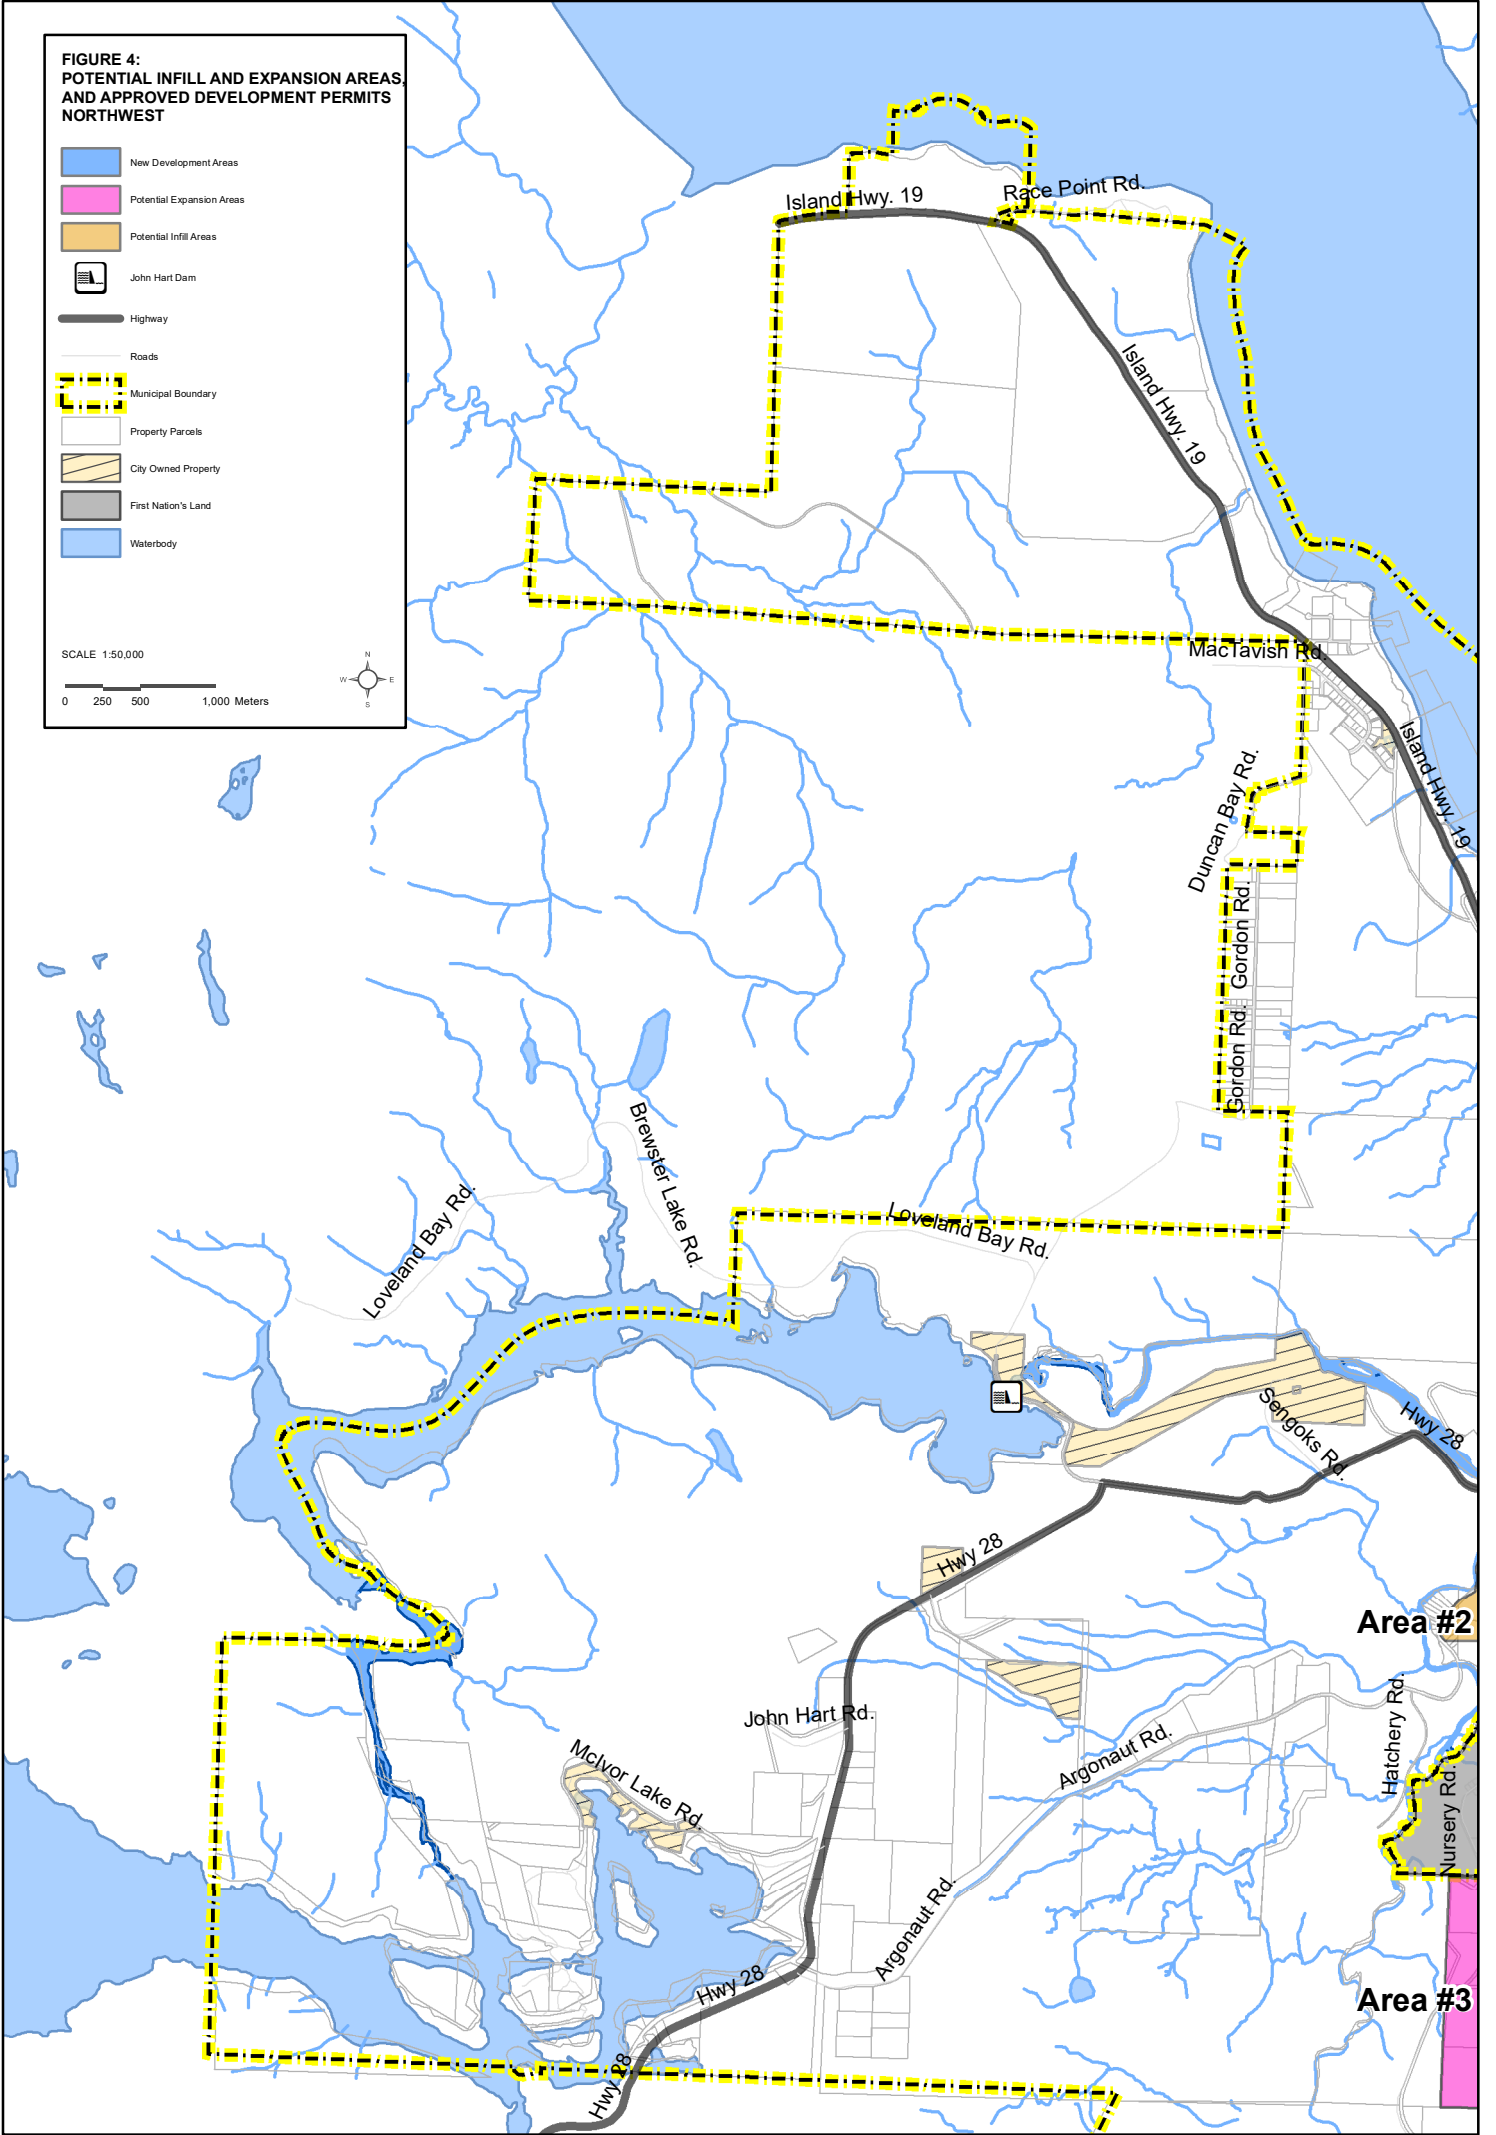 FIGURE 4:
POTENTIAL INFILL AND EXPANSION AREAS,
AND APPROVED DEVELOPMENT PERMITS
NORTHWEST
New Development Areas
Potential Expansion Areas
Potential Infill Areas
John Hart Dam
Highway
Roads
Municipal Boundary
Property Parcels
City Owned Property
First Nation's Land
Waterbody
SCALE 1:50,000
0 250 500 1,000 Meters
N
W E
S
Island Hwy. 19
Race Point Rd.
Island Hwy. 19
MacTavish Rd.
Island Hwy. 19
Duncan Bay Rd.
Gordon Rd.
Gordon Rd.
Brewster Lake Rd.
Loveland Bay Rd.
Loveland Bay Rd.
Sengoks Rd.
Hwy 28
Hwy 28
Area #2
John Hart Rd.
McIvor Lake Rd.
Argonaut Rd.
Hatchery Rd.
Nursery Rd.
Argonaut Rd.
Hwy 28
Area #3
Hwy 28